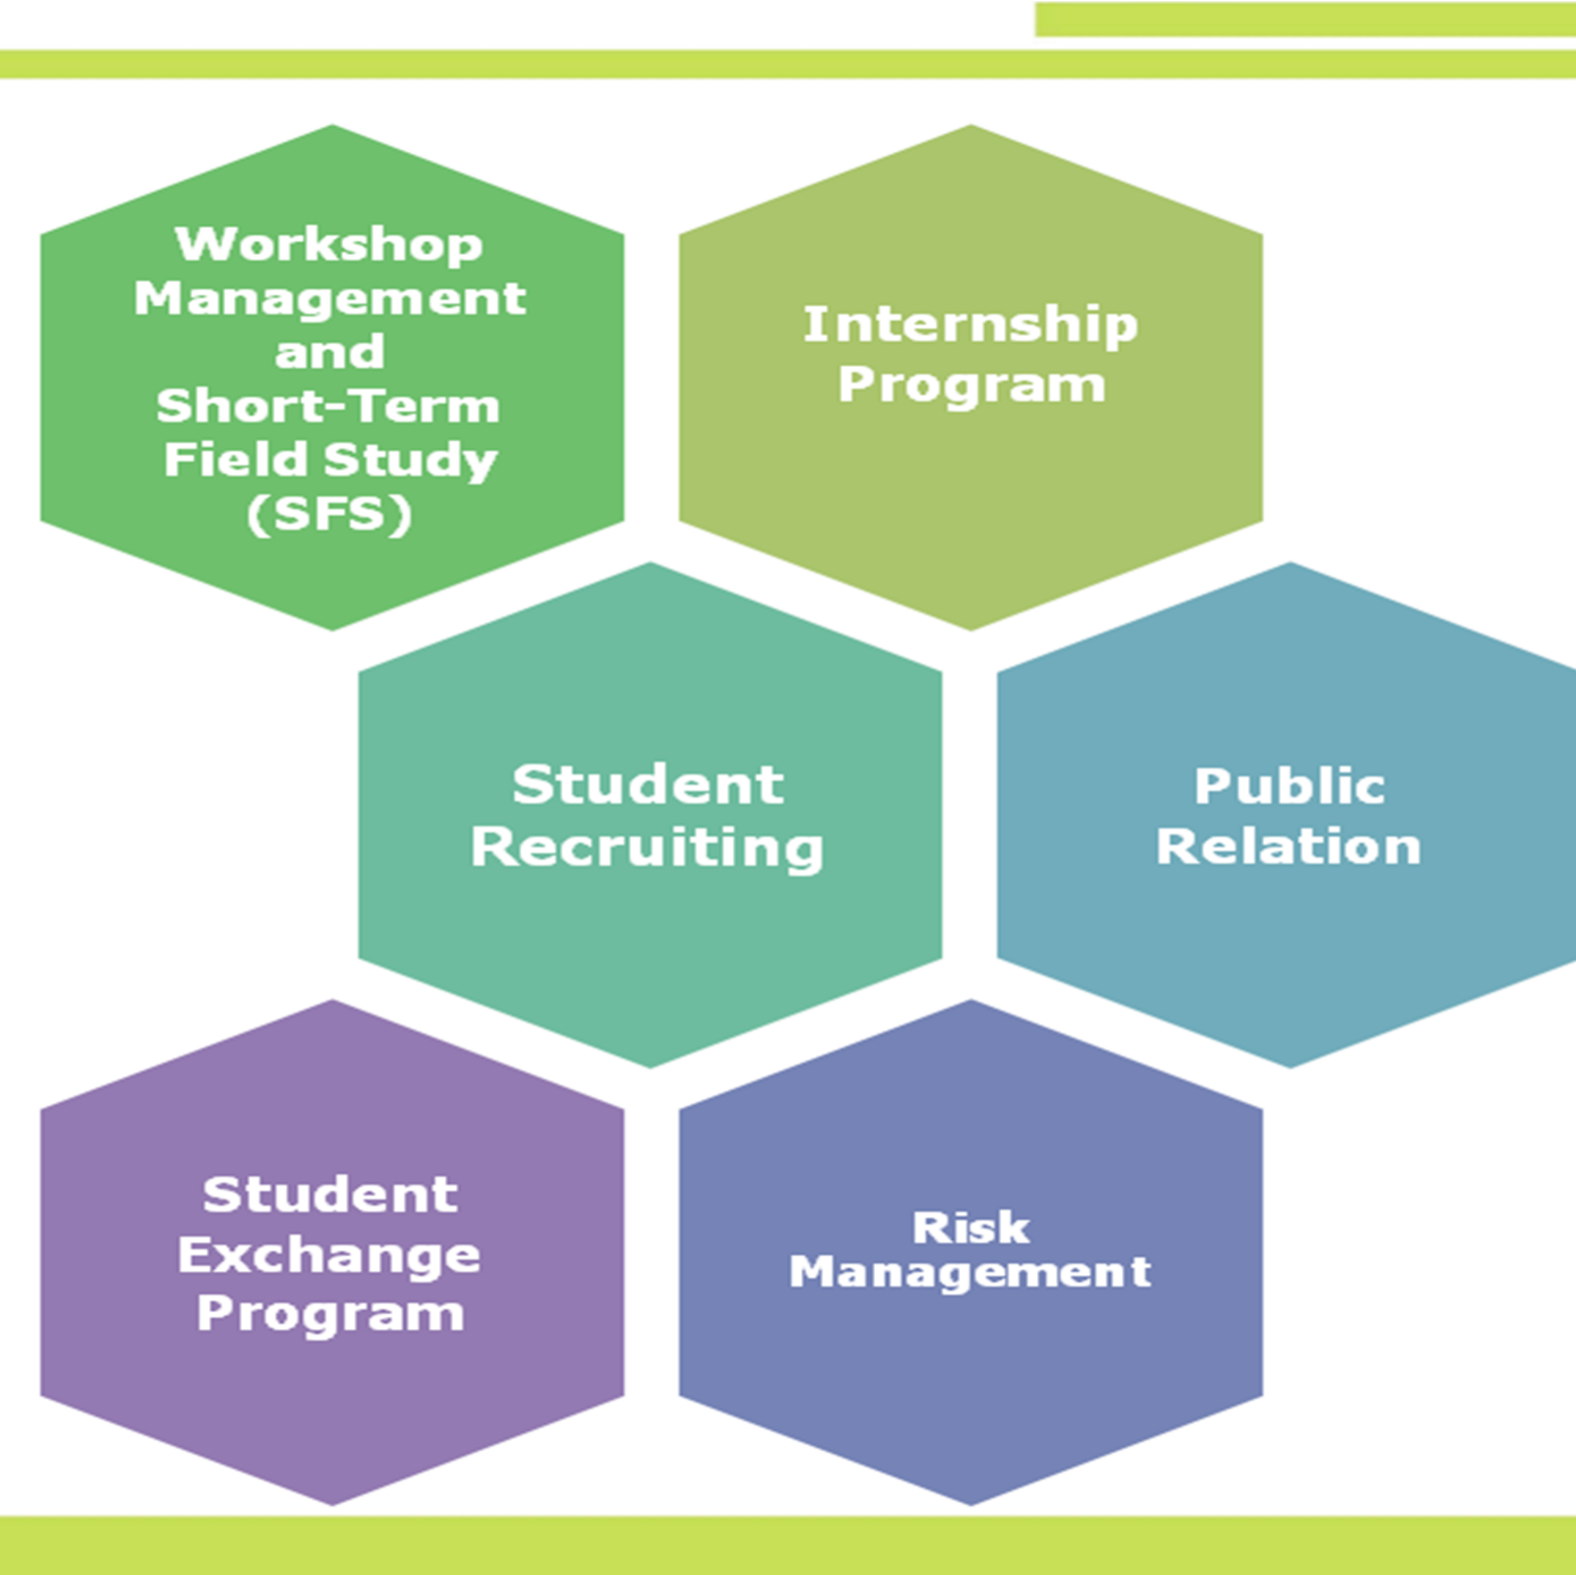 Workshop
Management
and
Short-Term
Field Study
(SFS)
Internship
Program
Student
Recruiting
Public
Relation
Student
Exchange
Program
Risk
Management